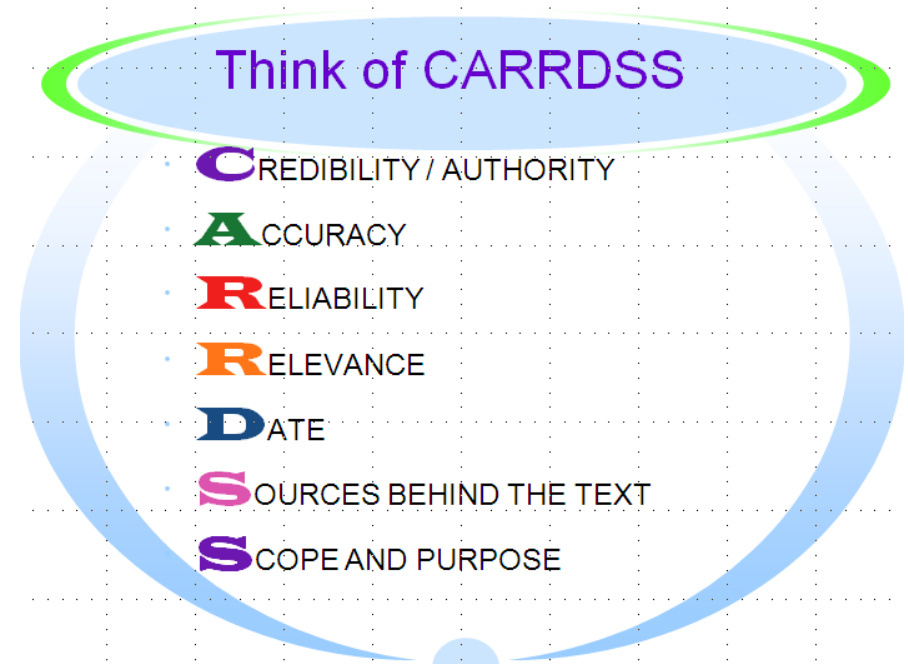 Think of CARRDSS
CREDIBILITY / AUTHORITY
ACCURACY
RELIABILITY
RELEVANCE
DATE
SOURCES BEHIND THE TEXT
SCOPE AND PURPOSE